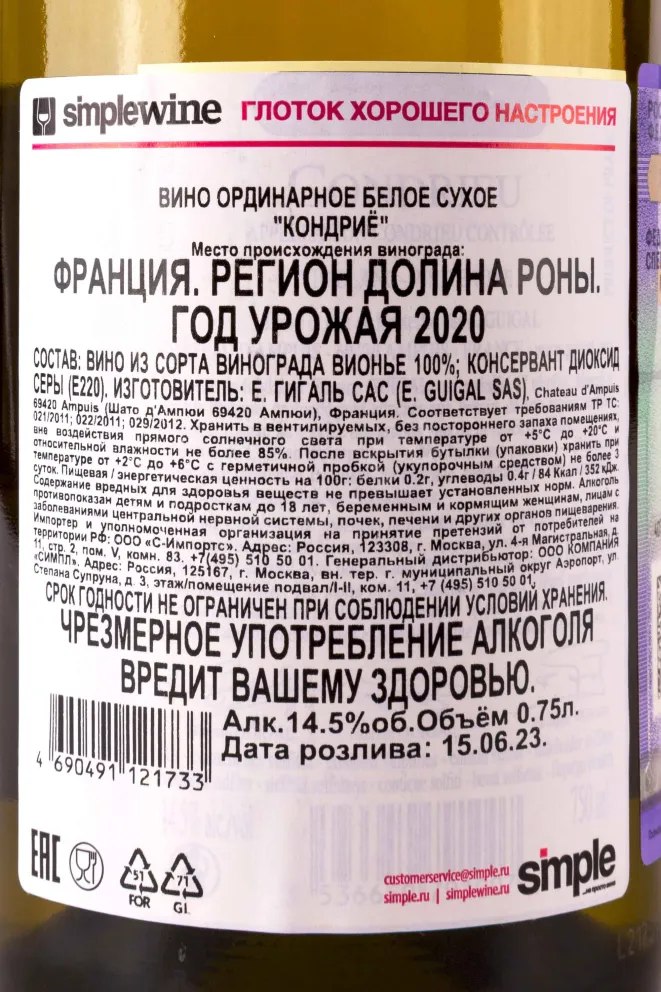 simplewine ГЛОТОК ХОРОШЕГО НАСТРОЕНИЯ
ВИНО ОРДИНАРНОЕ БЕЛОЕ СУХОЕ
"КОНДРИЁ"
Место происхождения винограда:
ФРАНЦИЯ. РЕГИОН ДОЛИНА РОНЫ.
ГОД УРОЖАЯ 2020
СОСТАВ: ВИНО ИЗ СОРТА ВИНОГРАДА ВИОНЬЕ 100%; КОНСЕРВАНТ ДИОКСИД
СЕРЫ (E220). ИЗГОТОВИТЕЛЬ: Е. ГИГАЛЬ САС (E. GUIGAL SAS), Chateau d'Ampuis
69420 Ampuis (Шато д'Ампюи 69420 Ампюи), Франция. Соответствует требованиям ТР ТС:
021/2011; 022/2011; 029/2012. Хранить в вентилируемых, без постороннего запаха помещениях,
вне воздействия прямого солнечного света при температуре от +5°C до +20°C и
относительной влажности не более 85%. После вскрытия бутылки (упаковки) хранить при
температуре от +2°C до +6°C с герметичной пробкой (укупорочным средством) не более 3
суток. Пищевая / энергетическая ценность на 100г: белки 0.2г, углеводы 0.4г / 84 Ккал / 352 кДж.
Содержание вредных для здоровья веществ не превышает установленных норм. Алкоголь
противопоказан детям и подросткам до 18 лет, беременным и кормящим женщинам, лицам с
заболеваниями центральной нервной системы, почек, печени и других органов пищеварения.
Импортер и уполномоченная организация на принятие претензий от потребителей на
территории РФ: ООО «С-Импортс». Адрес: Россия, 123308, г. Москва, ул. 4-я Магистральная, д.
11, стр. 2, пом. V, комн. 83, +7(495) 510 50 01. Генеральный дистрибьютор: ООО КОМПАНИЯ
«СИМПЛ». Адрес: Россия, 125167, г. Москва, вн. тер. г. муниципальный округ Аэропорт, ул.
Степана Супруна, д. 3, этаж/помещение подвал/I-II, ком. 11, +7 (495) 510 50 01.
СРОК ГОДНОСТИ НЕ ОГРАНИЧЕН ПРИ СОБЛЮДЕНИИ УСЛОВИЙ ХРАНЕНИЯ.
ЧРЕЗМЕРНОЕ УПОТРЕБЛЕНИЕ АЛКОГОЛЯ
ВРЕДИТ ВАШЕМУ ЗДОРОВЬЮ.
Алк.14.5%об.Объём 0.75л.
Дата розлива: 15.06.23.
4 690491 121733
EAC
51 71
FOR GL
customerservice@simple.ru
simple.ru | simplewine.ru
simple
...не просто вино